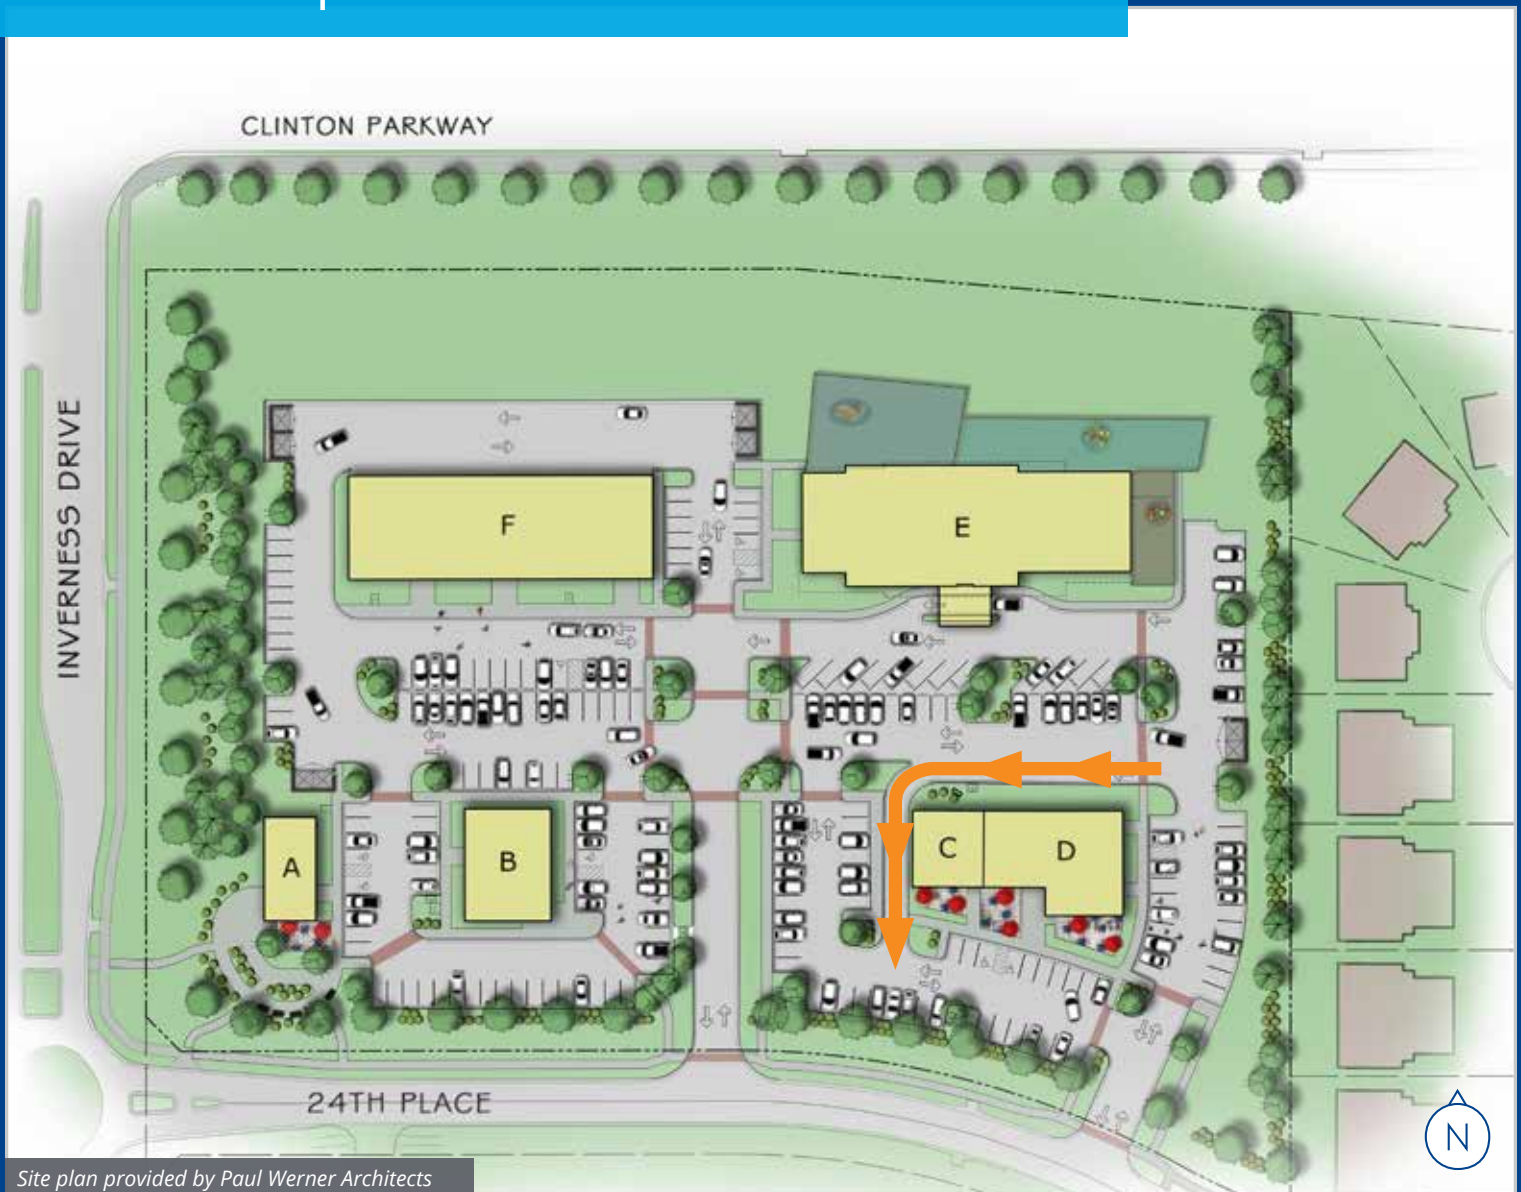 CLINTON PARKWAY
INVERNESS DRIVE
F
E
A
B
C
D
24TH PLACE
N
Site plan provided by Paul Werner Architects